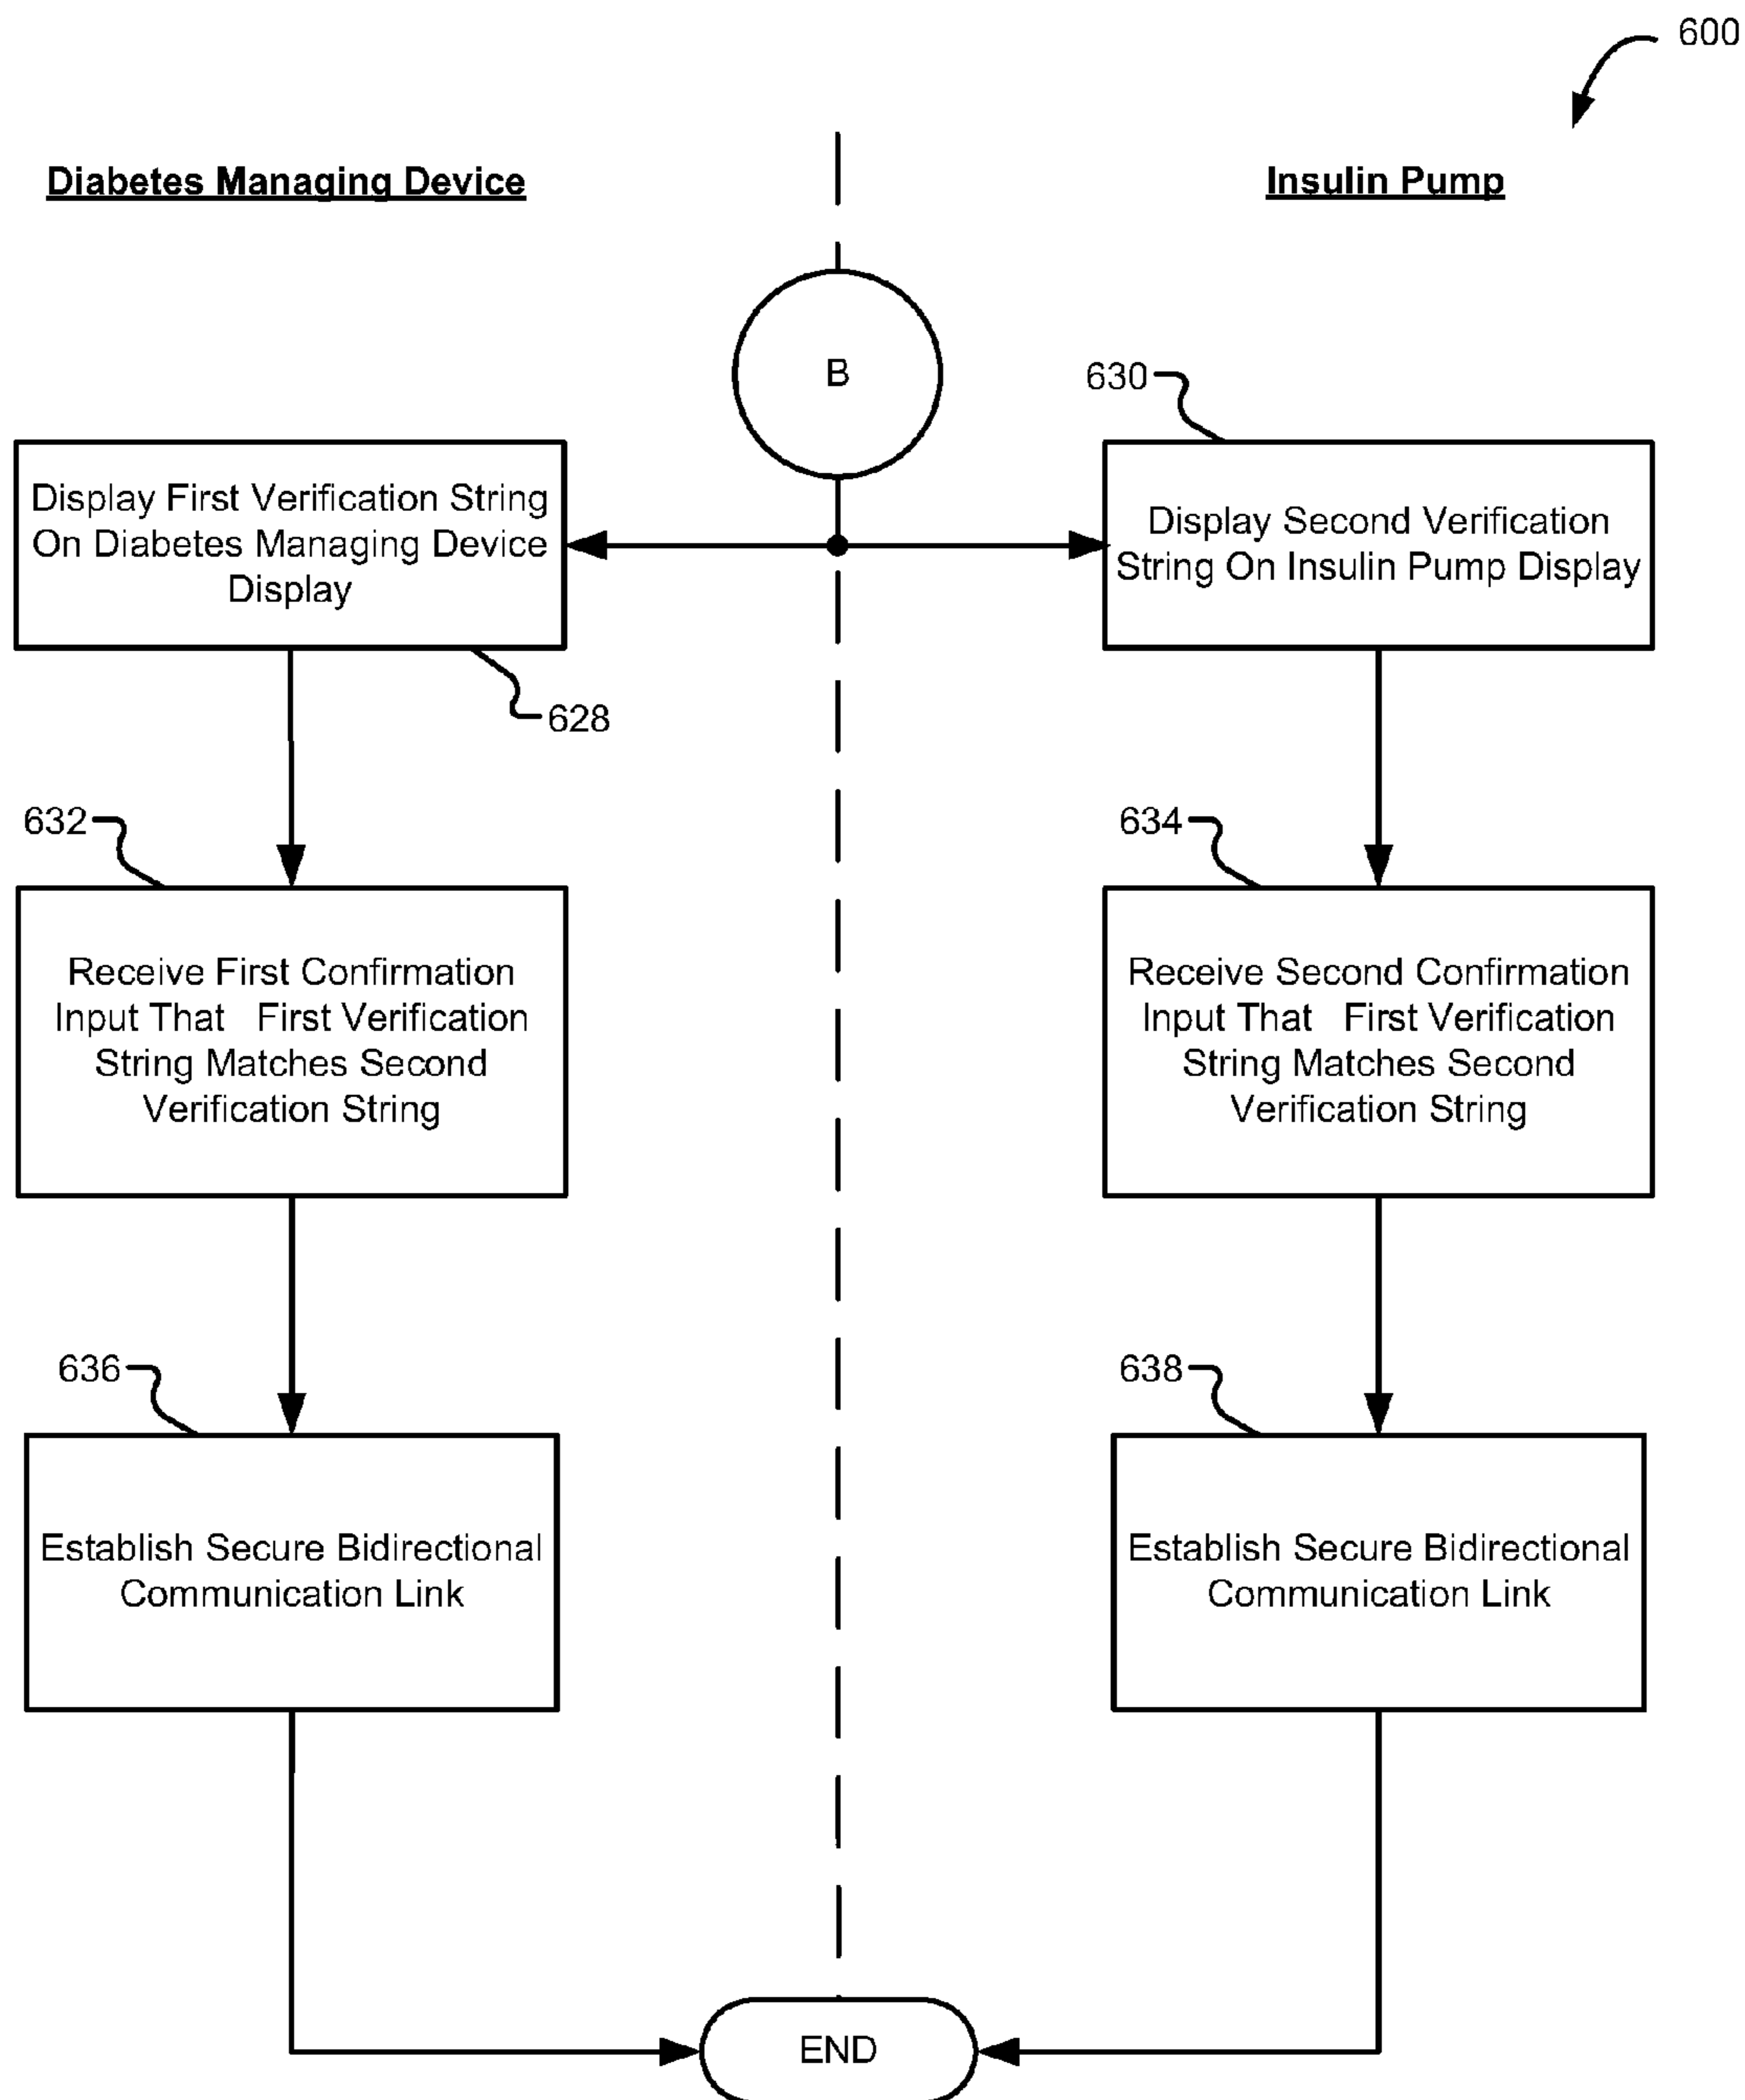 600
Diabetes Managing Device
Insulin Pump
B
630
Display First Verification String
On Diabetes Managing Device
Display
Display Second Verification
String On Insulin Pump Display
628
632
634
Receive First Confirmation
Input That First Verification
String Matches Second
Verification String
Receive Second Confirmation
Input That First Verification
String Matches Second
Verification String
636
638
Establish Secure Bidirectional
Communication Link
Establish Secure Bidirectional
Communication Link
END